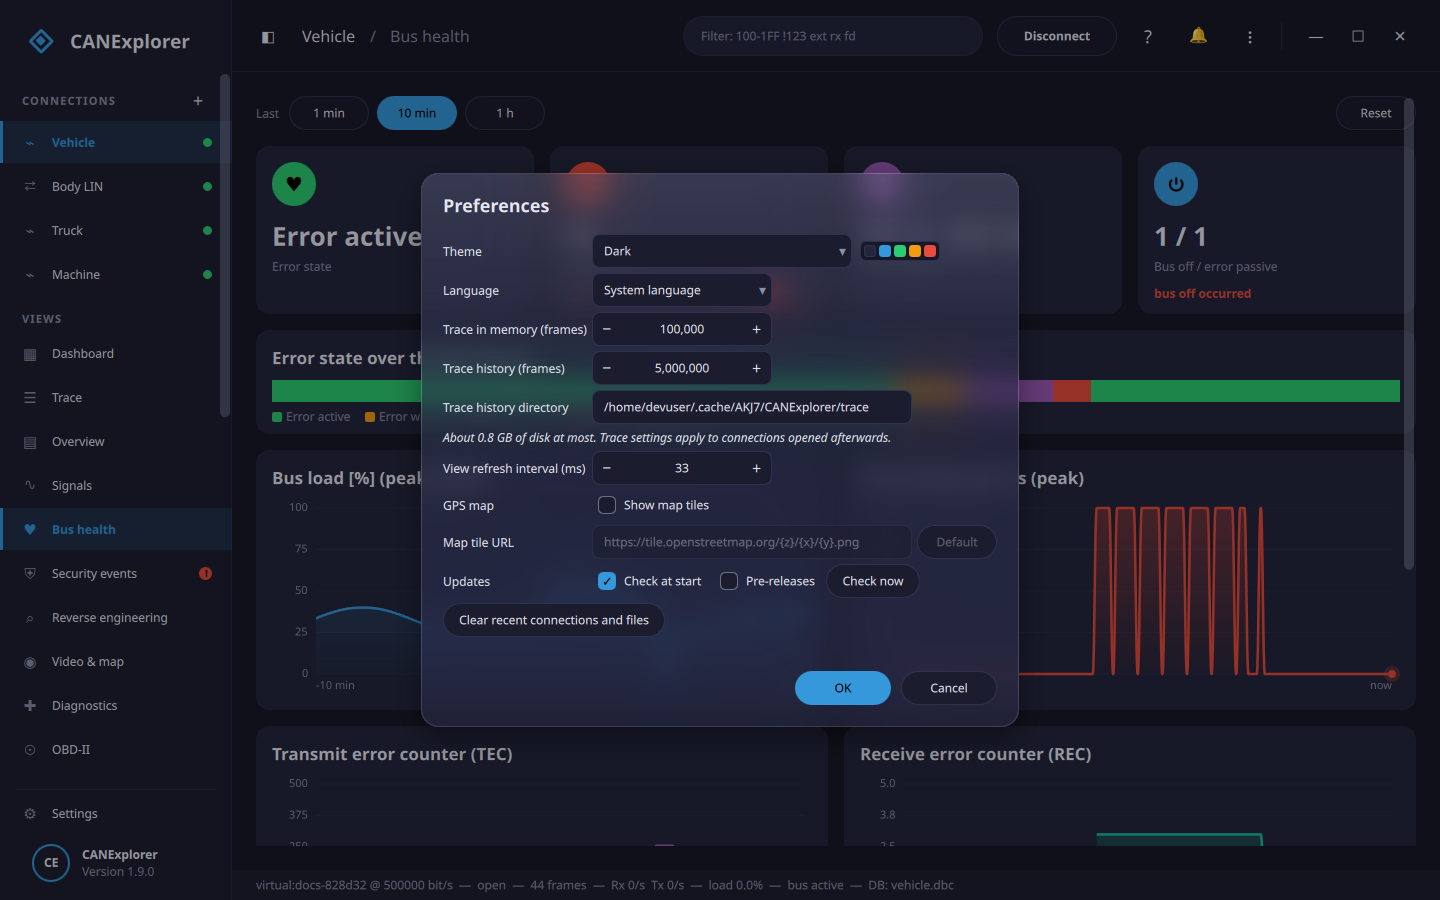 CANExplorer
CONNECTIONS +
Vehicle
Body LIN
Truck
Machine
VIEWS
Dashboard
Trace
Overview
Signals
Bus health
Security events !
Reverse engineering
Video & map
Diagnostics
OBD-II
Settings
CE
CANExplorer
Version 1.9.0
Vehicle / Bus health
Filter: 100-1FF !123 ext rx fd
Disconnect
?
Last 1 min 10 min 1 h
Reset
Error active
Error state
1 / 1
Bus off / error passive
bus off occurred
Error state over th
Error active Error w
Bus load [%] (peak
100
75
50
25
0
-10 min
s (peak)
now
Transmit error counter (TEC)
500
375
250
Receive error counter (REC)
5.0
3.8
2.5
Preferences
Theme Dark
Language System language
Trace in memory (frames) − 100,000 +
Trace history (frames) − 5,000,000 +
Trace history directory /home/devuser/.cache/AKJ7/CANExplorer/trace
About 0.8 GB of disk at most. Trace settings apply to connections opened afterwards.
View refresh interval (ms) − 33 +
GPS map Show map tiles
Map tile URL https://tile.openstreetmap.org/{z}/{x}/{y}.png Default
Updates Check at start Pre-releases Check now
Clear recent connections and files
OK Cancel
virtual:docs-828d32 @ 500000 bit/s — open — 44 frames — Rx 0/s Tx 0/s — load 0.0% — bus active — DB: vehicle.dbc